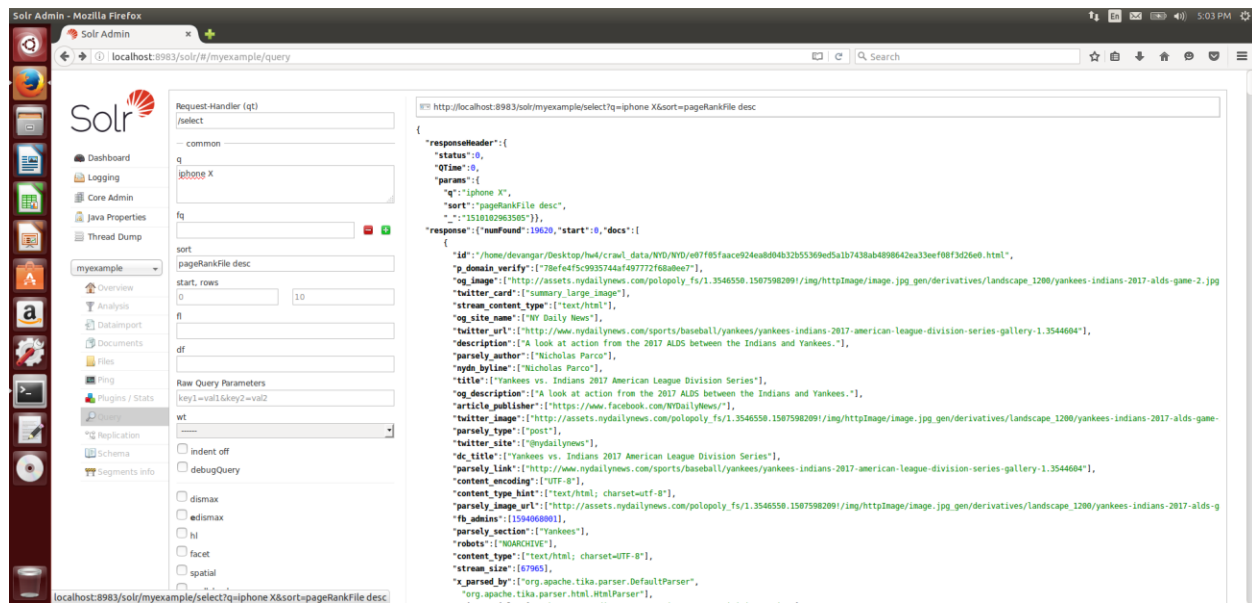 Solr Admin - Mozilla Firefox
En 5:03 PM
Solr Admin
localhost:8983/solr/#/myexample/query
Search
Solr
Dashboard
Logging
Core Admin
Java Properties
Thread Dump
myexample
Overview
Analysis
Dataimport
Documents
Files
Ping
Plugins / Stats
Query
Replication
Schema
Segments info
Request-Handler (qt)
/select
common
q
iphone X
fq
sort
pageRankFile desc
start, rows
0 10
fl
df
Raw Query Parameters
key1=val1&key2=val2
wt
------
indent off
debugQuery
dismax
edismax
hl
facet
spatial
http://localhost:8983/solr/myexample/select?q=iphone X&sort=pageRankFile desc
{
"responseHeader":{
"status":0,
"QTime":0,
"params":{
"q":"iphone X",
"sort":"pageRankFile desc",
"_":"1510102963505"}},
"response":{"numFound":19620,"start":0,"docs":[
{
"id":"/home/devangar/Desktop/hw4/crawl_data/NYD/NYD/e07f05faace924ea8d04b32b55369ed5a1b7438ab4898642ea33eef08f3d26e0.html",
"p_domain_verify":["78efe4f5c9935744af497772f68a0ee7"],
"og_image":["http://assets.nydailynews.com/polopoly_fs/1.3546550.1507598209!/img/httpImage/image.jpg_gen/derivatives/landscape_1200/yankees-indians-2017-alds-game-2.jpg
"twitter_card":["summary_large_image"],
"stream_content_type":["text/html"],
"og_site_name":["NY Daily News"],
"twitter_url":["http://www.nydailynews.com/sports/baseball/yankees/yankees-indians-2017-american-league-division-series-gallery-1.3544604"],
"description":["A look at action from the 2017 ALDS between the Indians and Yankees."],
"parsely_author":["Nicholas Parco"],
"nydn_byline":["Nicholas Parco"],
"title":["Yankees vs. Indians 2017 American League Division Series"],
"og_description":["A look at action from the 2017 ALDS between the Indians and Yankees."],
"article_publisher":["https://www.facebook.com/NYDailyNews/"],
"twitter_image":["http://assets.nydailynews.com/polopoly_fs/1.3546550.1507598209!/img/httpImage/image.jpg_gen/derivatives/landscape_1200/yankees-indians-2017-alds-game-
"parsely_type":["post"],
"twitter_site":["@nydailynews"],
"dc_title":["Yankees vs. Indians 2017 American League Division Series"],
"parsely_link":["http://www.nydailynews.com/sports/baseball/yankees/yankees-indians-2017-american-league-division-series-gallery-1.3544604"],
"content_encoding":["UTF-8"],
"content_type_hint":["text/html; charset=utf-8"],
"parsely_image_url":["http://assets.nydailynews.com/polopoly_fs/1.3546550.1507598209!/img/httpImage/image.jpg_gen/derivatives/landscape_1200/yankees-indians-2017-alds-g
"fb_admins":[1594068001],
"parsely_section":["Yankees"],
"robots":["NOARCHIVE"],
"content_type":["text/html; charset=UTF-8"],
"stream_size":[67965],
"x_parsed_by":["org.apache.tika.parser.DefaultParser",
"org.apache.tika.parser.html.HtmlParser"],
localhost:8983/solr/myexample/select?q=iphone X&sort=pageRankFile desc